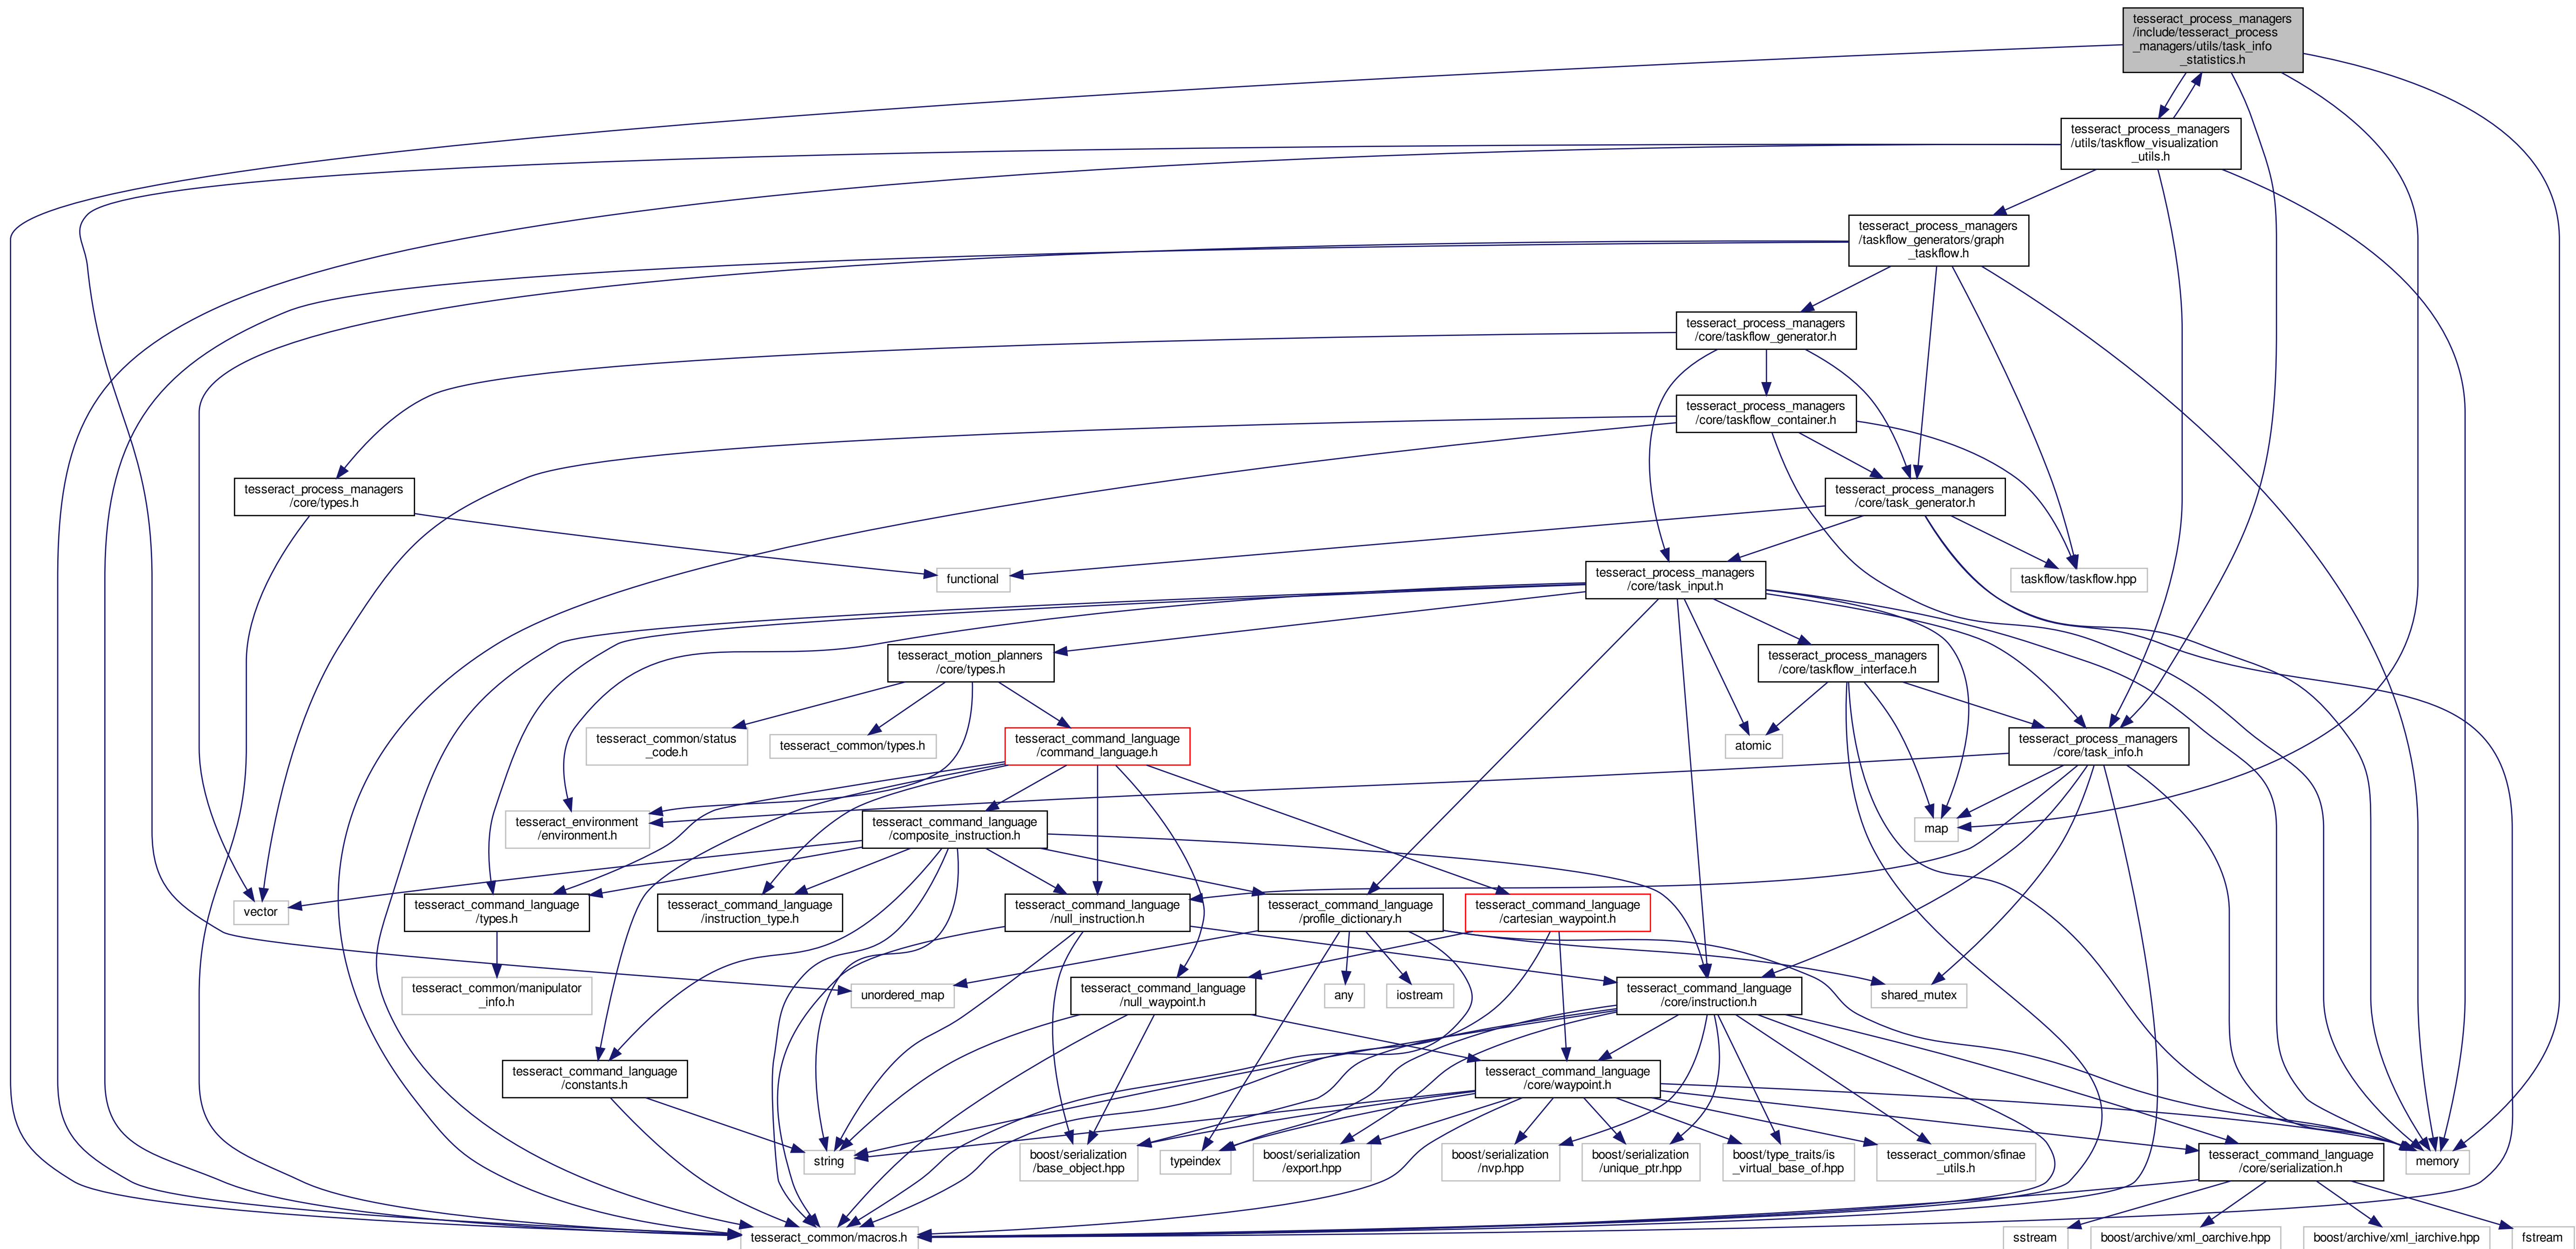 tesseract_process_managers
/include/tesseract_process
_managers/utils/task_info
_statistics.h
tesseract_process_managers
/utils/taskflow_visualization
_utils.h
tesseract_process_managers
/taskflow_generators/graph
_taskflow.h
tesseract_process_managers
/core/taskflow_generator.h
tesseract_process_managers
/core/taskflow_container.h
tesseract_process_managers
/core/types.h
tesseract_process_managers
/core/task_generator.h
functional
tesseract_process_managers
/core/task_input.h
taskflow/taskflow.hpp
tesseract_motion_planners
/core/types.h
tesseract_process_managers
/core/taskflow_interface.h
tesseract_common/status
_code.h
tesseract_common/types.h
tesseract_command_language
/command_language.h
atomic
tesseract_process_managers
/core/task_info.h
tesseract_environment
/environment.h
tesseract_command_language
/composite_instruction.h
map
vector
tesseract_command_language
/types.h
tesseract_command_language
/instruction_type.h
tesseract_command_language
/null_instruction.h
tesseract_command_language
/profile_dictionary.h
tesseract_command_language
/cartesian_waypoint.h
tesseract_common/manipulator
_info.h
unordered_map
tesseract_command_language
/null_waypoint.h
any
iostream
tesseract_command_language
/core/instruction.h
shared_mutex
tesseract_command_language
/constants.h
tesseract_command_language
/core/waypoint.h
string
boost/serialization
/base_object.hpp
typeindex
boost/serialization
/export.hpp
boost/serialization
/nvp.hpp
boost/serialization
/unique_ptr.hpp
boost/type_traits/is
_virtual_base_of.hpp
tesseract_common/sfinae
_utils.h
tesseract_command_language
/core/serialization.h
memory
tesseract_common/macros.h
sstream
boost/archive/xml_oarchive.hpp
boost/archive/xml_iarchive.hpp
fstream